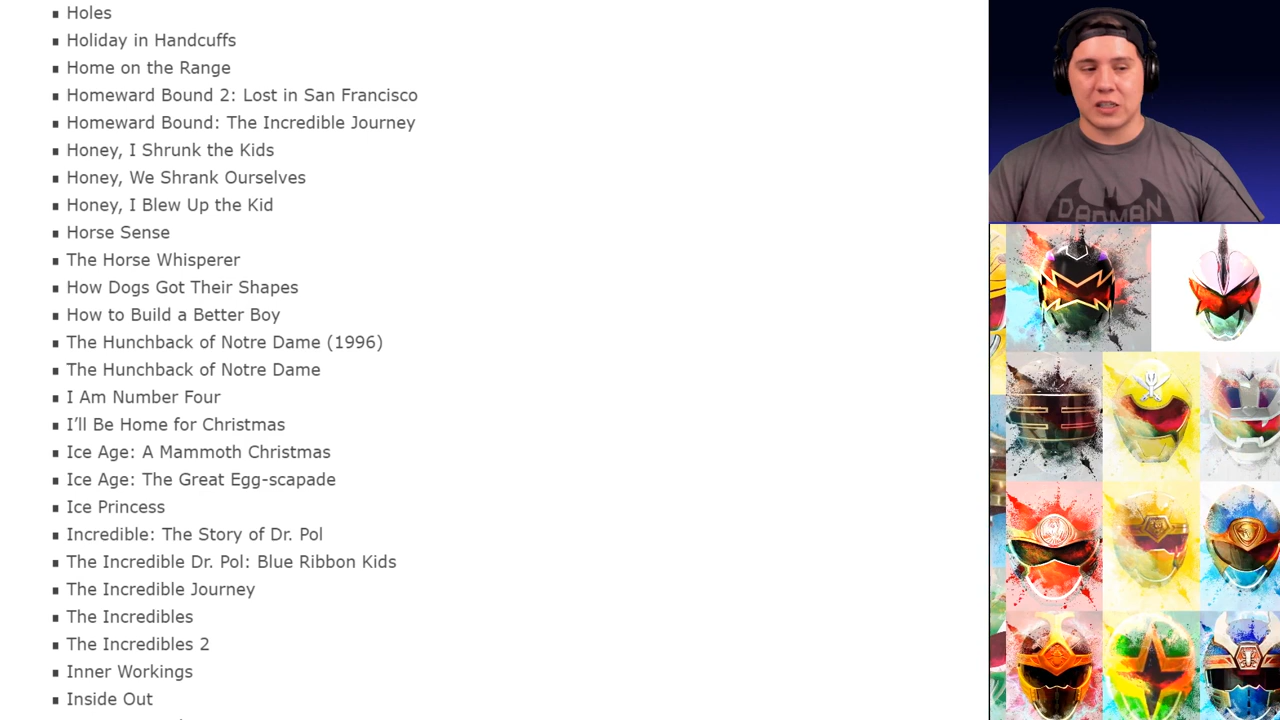 Holes
Holiday in Handcuffs
Home on the Range
Homeward Bound 2: Lost in San Francisco
Homeward Bound: The Incredible Journey
Honey, I Shrunk the Kids
Honey, We Shrank Ourselves
Honey, I Blew Up the Kid
Horse Sense
The Horse Whisperer
How Dogs Got Their Shapes
How to Build a Better Boy
The Hunchback of Notre Dame (1996)
The Hunchback of Notre Dame
I Am Number Four
I’ll Be Home for Christmas
Ice Age: A Mammoth Christmas
Ice Age: The Great Egg-scapade
Ice Princess
Incredible: The Story of Dr. Pol
The Incredible Dr. Pol: Blue Ribbon Kids
The Incredible Journey
The Incredibles
The Incredibles 2
Inner Workings
Inside Out
DADMAN